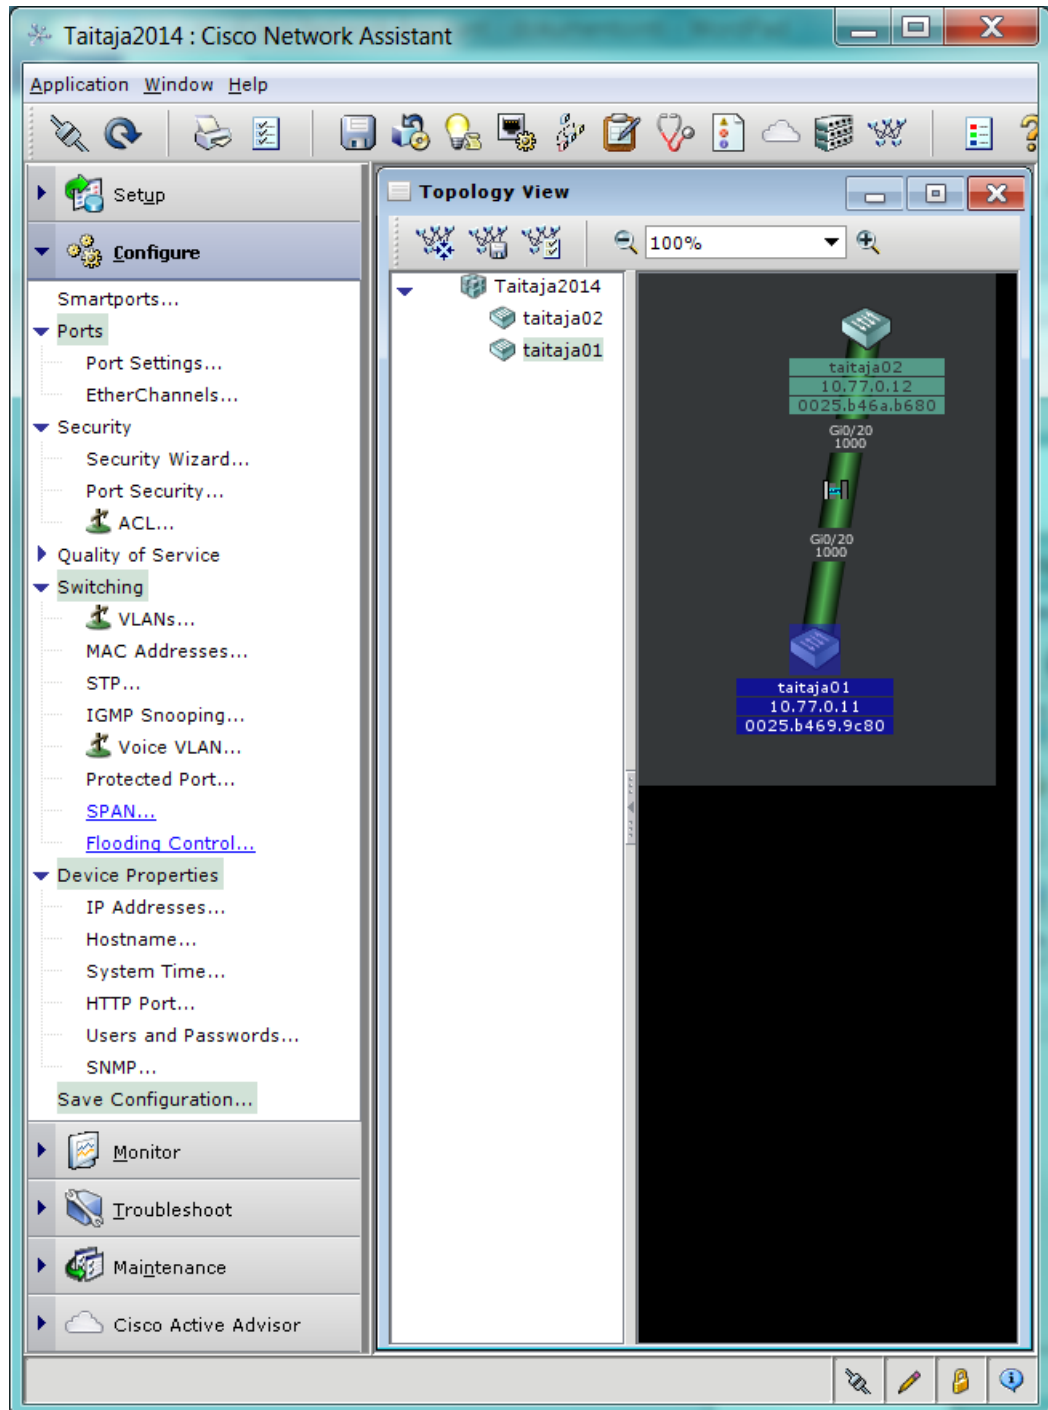 Taitaja2014 : Cisco Network Assistant
Application Window Help
Setup
Configure
Smartports...
Ports
Port Settings...
EtherChannels...
Security
Security Wizard...
Port Security...
ACL...
Quality of Service
Switching
VLANs...
MAC Addresses...
STP...
IGMP Snooping...
Voice VLAN...
Protected Port...
SPAN...
Flooding Control...
Device Properties
IP Addresses...
Hostname...
System Time...
HTTP Port...
Users and Passwords...
SNMP...
Save Configuration...
Monitor
Troubleshoot
Maintenance
Cisco Active Advisor
Topology View
100%
Taitaja2014
taitaja02
taitaja01
taitaja02
10.77.0.12
0025.b46a.b680
Gi0/20
1000
Gi0/20
1000
taitaja01
10.77.0.11
0025.b469.9c80